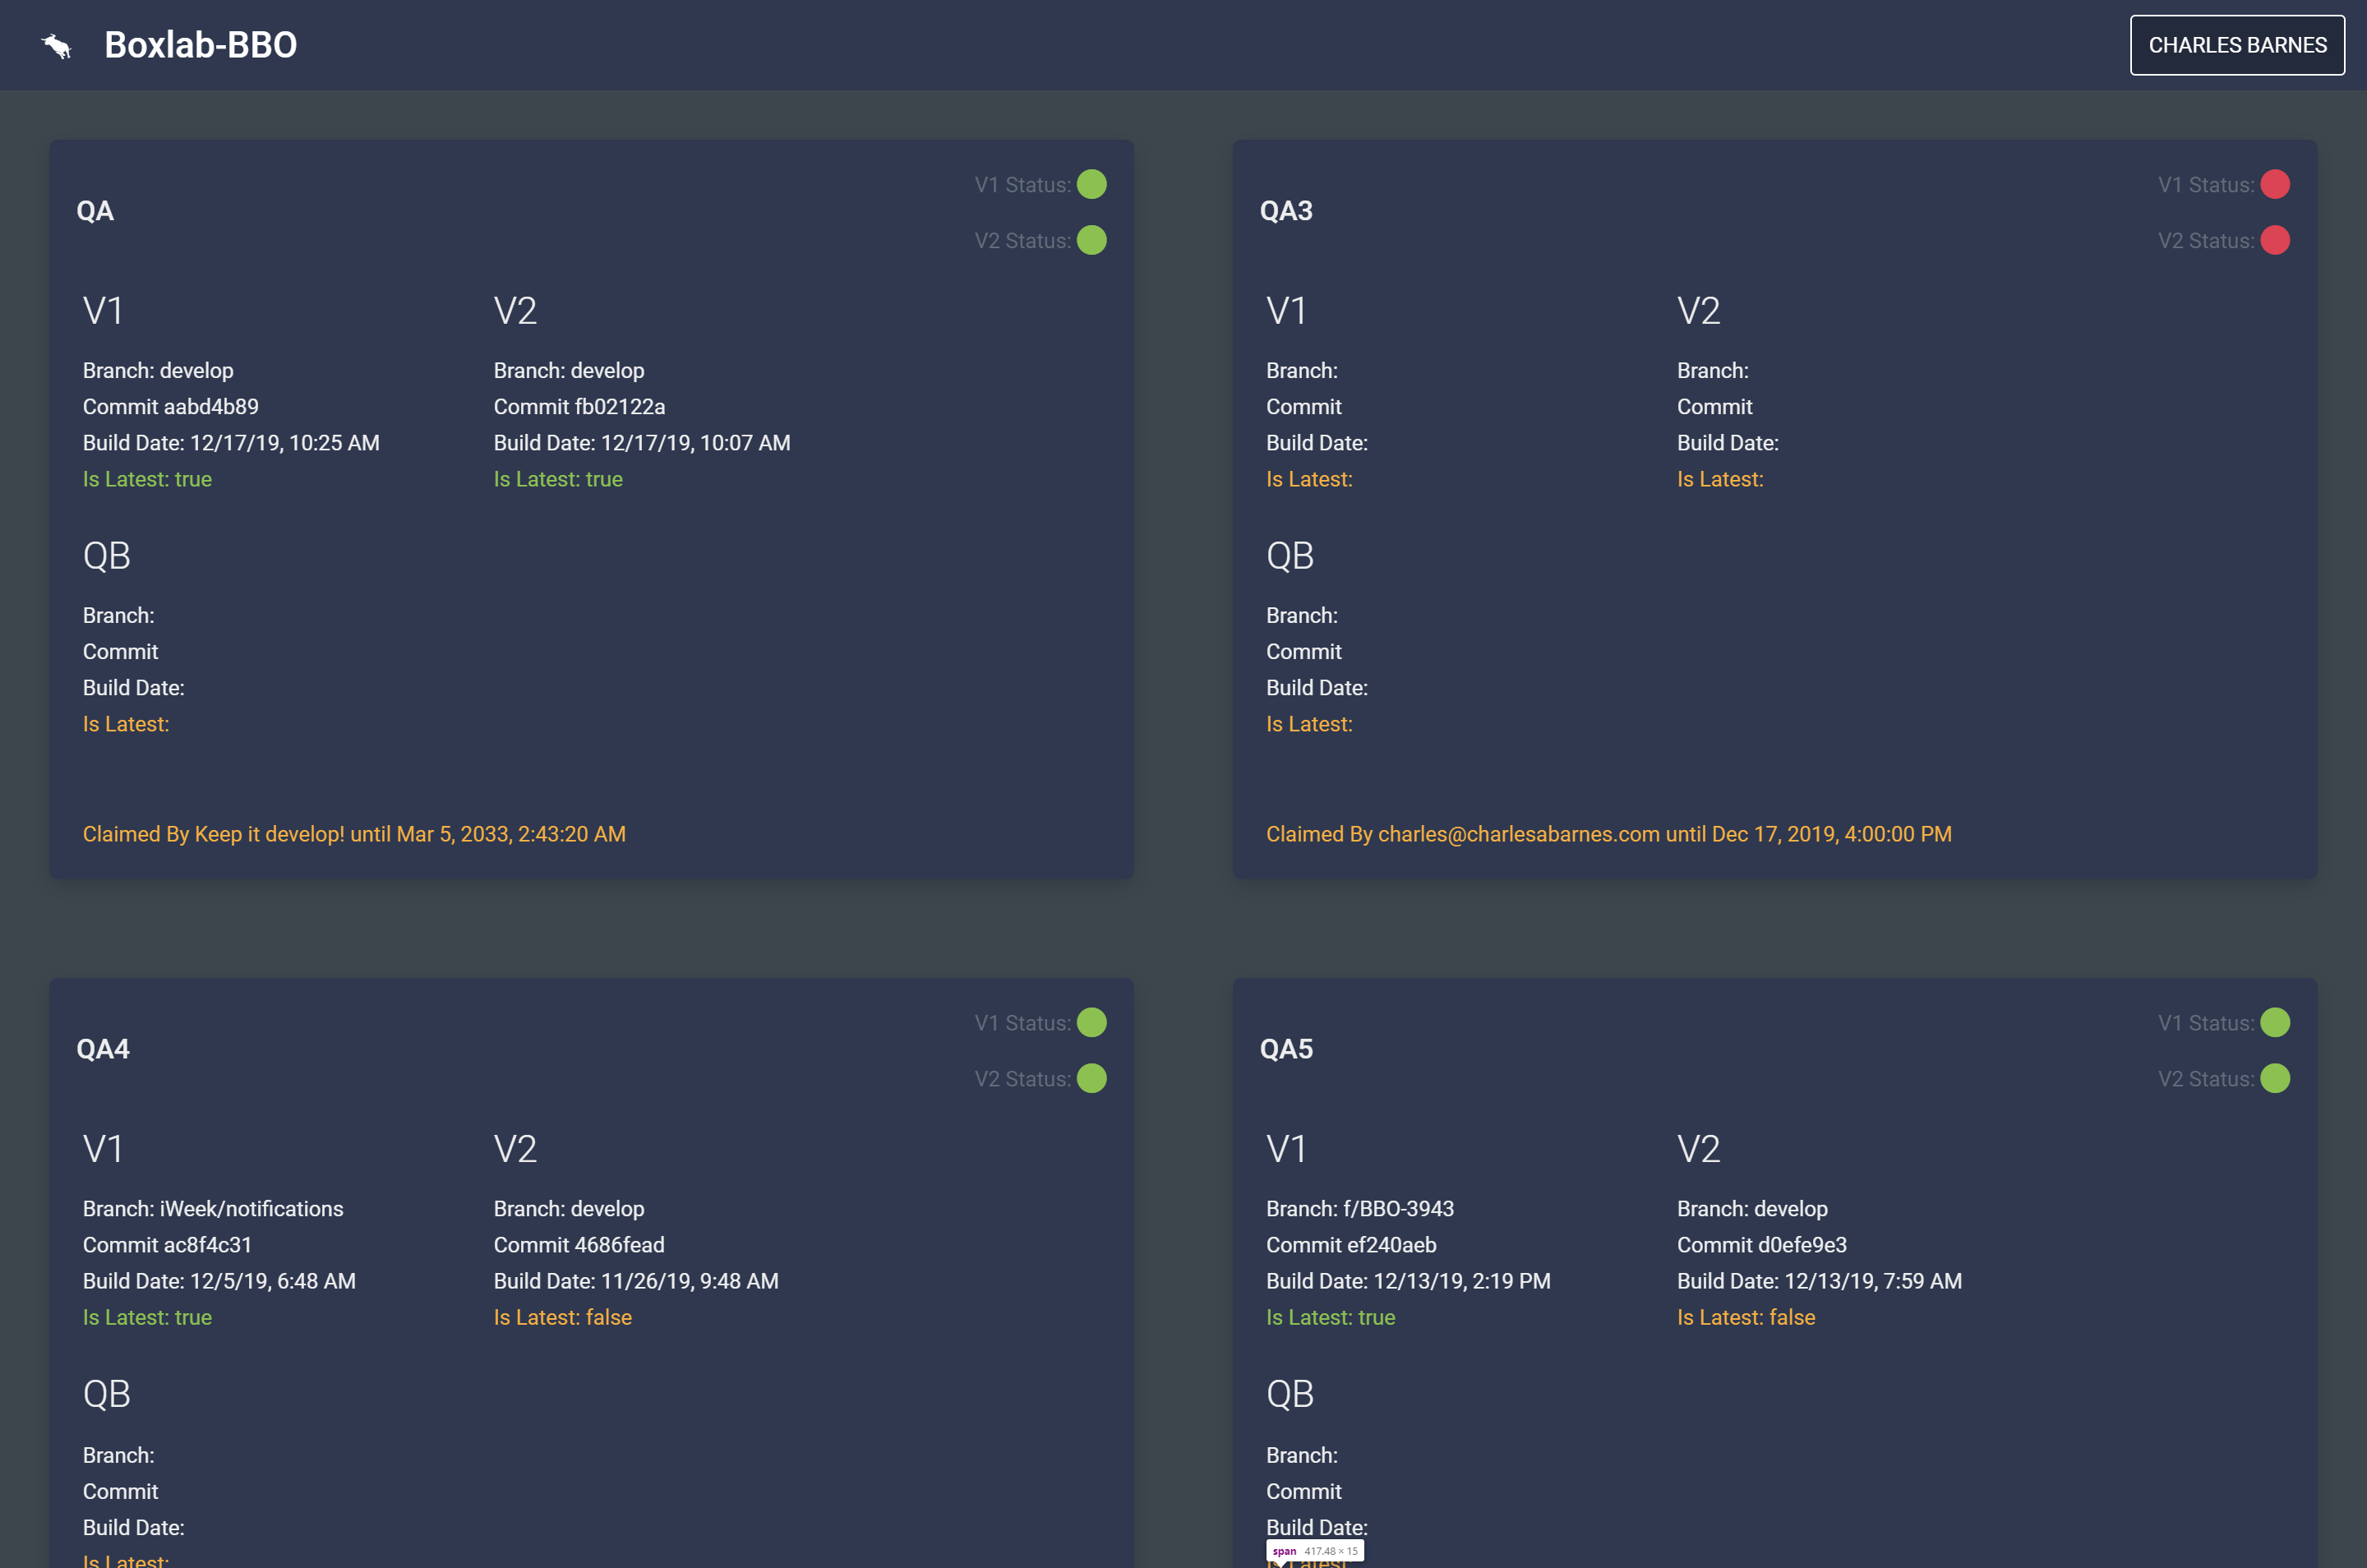 Boxlab-BBO
CHARLES BARNES
QA
V1 Status:
V2 Status:
V1
Branch: develop
Commit aabd4b89
Build Date: 12/17/19, 10:25 AM
Is Latest: true
V2
Branch: develop
Commit fb02122a
Build Date: 12/17/19, 10:07 AM
Is Latest: true
QB
Branch:
Commit
Build Date:
Is Latest:
Claimed By Keep it develop! until Mar 5, 2033, 2:43:20 AM
QA3
V1 Status:
V2 Status:
V1
Branch:
Commit
Build Date:
Is Latest:
V2
Branch:
Commit
Build Date:
Is Latest:
QB
Branch:
Commit
Build Date:
Is Latest:
Claimed By charles@charlesabarnes.com until Dec 17, 2019, 4:00:00 PM
QA4
V1 Status:
V2 Status:
V1
Branch: iWeek/notifications
Commit ac8f4c31
Build Date: 12/5/19, 6:48 AM
Is Latest: true
V2
Branch: develop
Commit 4686fead
Build Date: 11/26/19, 9:48 AM
Is Latest: false
QB
Branch:
Commit
Build Date:
Is Latest:
QA5
V1 Status:
V2 Status:
V1
Branch: f/BBO-3943
Commit ef240aeb
Build Date: 12/13/19, 2:19 PM
Is Latest: true
V2
Branch: develop
Commit d0efe9e3
Build Date: 12/13/19, 7:59 AM
Is Latest: false
QB
Branch:
Commit
Build Date:
span 417.48 × 15
Is Latest: